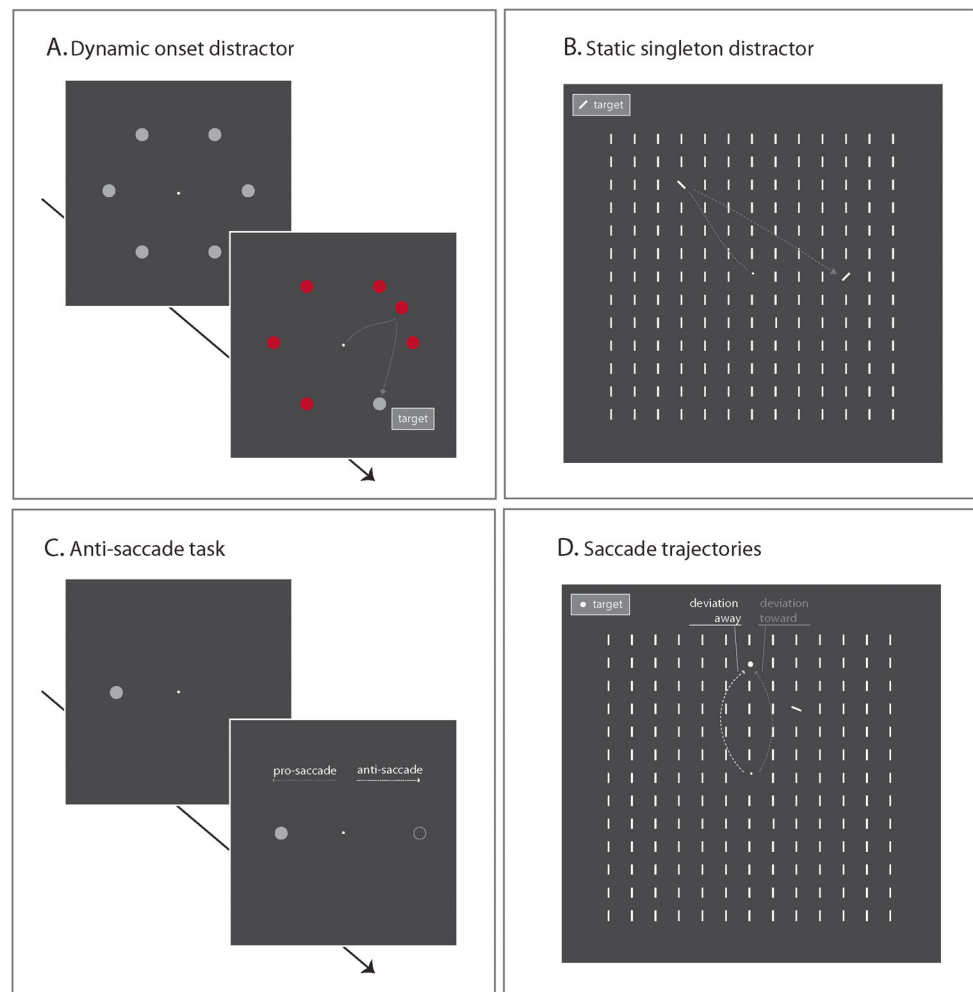 A. Dynamic onset distractor
target
B. Static singleton distractor
target
C. Anti-saccade task
pro-saccade anti-saccade
D. Saccade trajectories
target
deviation
away
deviation
toward